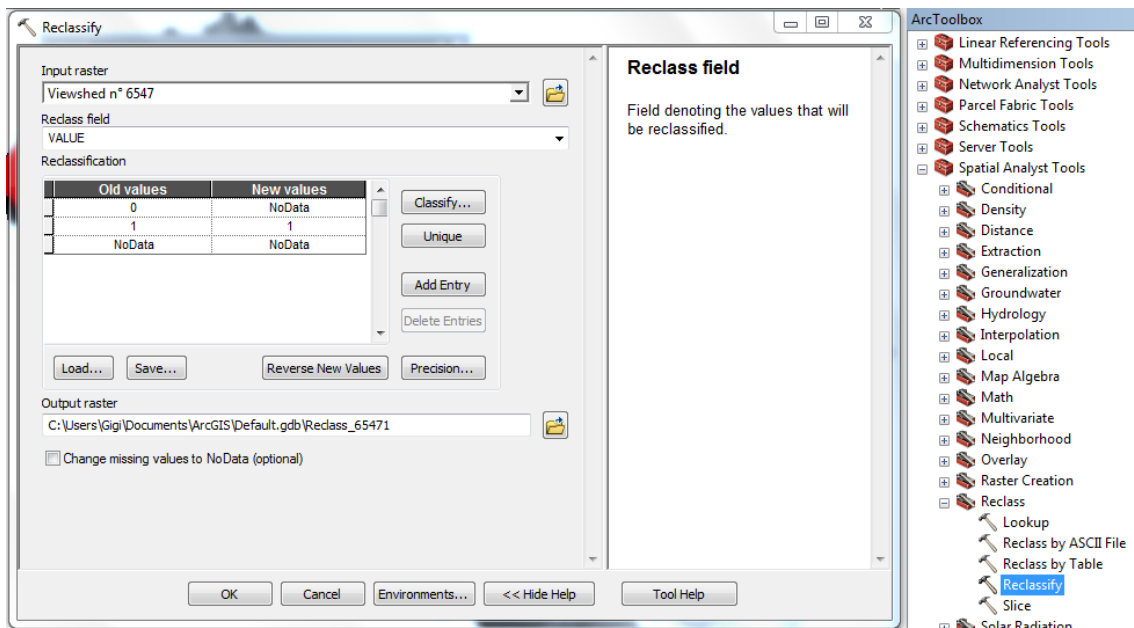 Reclassify
Input raster
Viewshed n° 6547
Reclass field
VALUE
Reclassification
Old values New values
0 NoData
1 1
NoData NoData
Classify...
Unique
Add Entry
Delete Entries
Load... Save... Reverse New Values Precision...
Output raster
C:\Users\Gigi\Documents\ArcGIS\Default.gdb\Reclass_65471
Change missing values to NoData (optional)
OK Cancel Environments... << Hide Help Tool Help
Reclass field
Field denoting the values that will
be reclassified.
ArcToolbox
Linear Referencing Tools
Multidimension Tools
Network Analyst Tools
Parcel Fabric Tools
Schematics Tools
Server Tools
Spatial Analyst Tools
Conditional
Density
Distance
Extraction
Generalization
Groundwater
Hydrology
Interpolation
Local
Map Algebra
Math
Multivariate
Neighborhood
Overlay
Raster Creation
Reclass
Lookup
Reclass by ASCII File
Reclass by Table
Reclassify
Slice
Solar Radiation